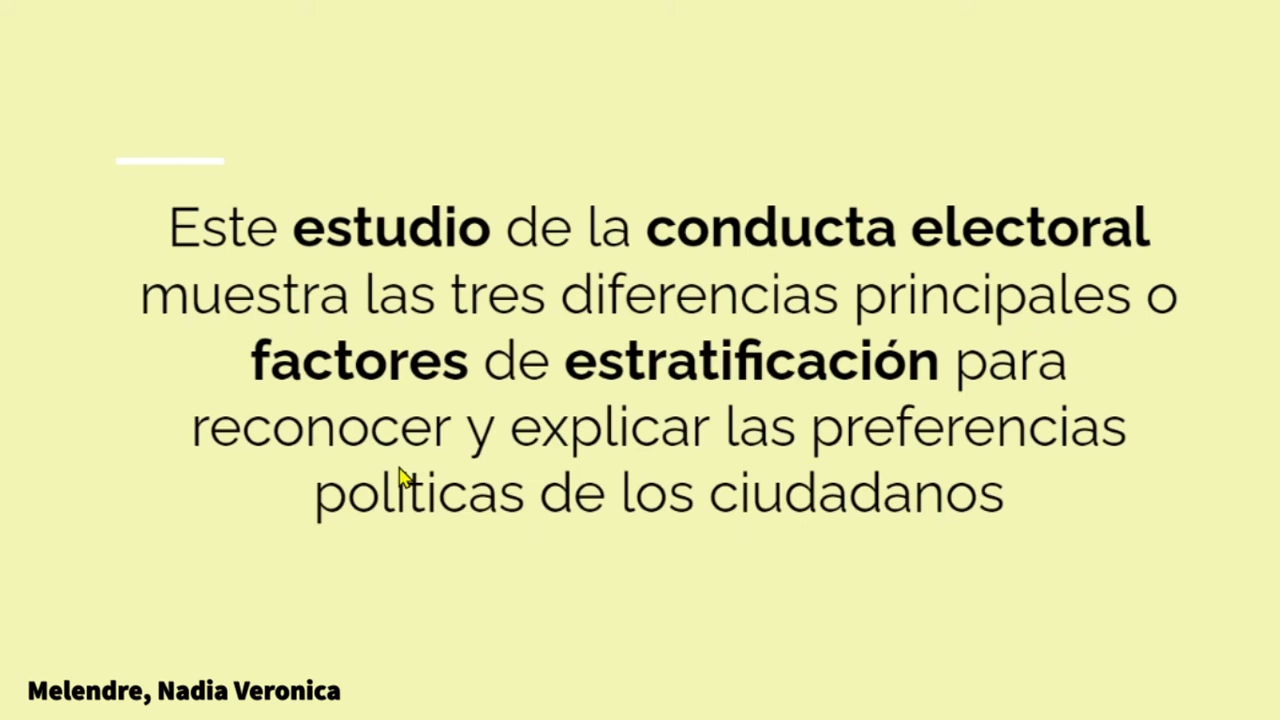 Este estudio de la conducta electoral
muestra las tres diferencias principales o
factores de estratificación para
reconocer y explicar las preferencias
políticas de los ciudadanos
Melendre, Nadia Veronica